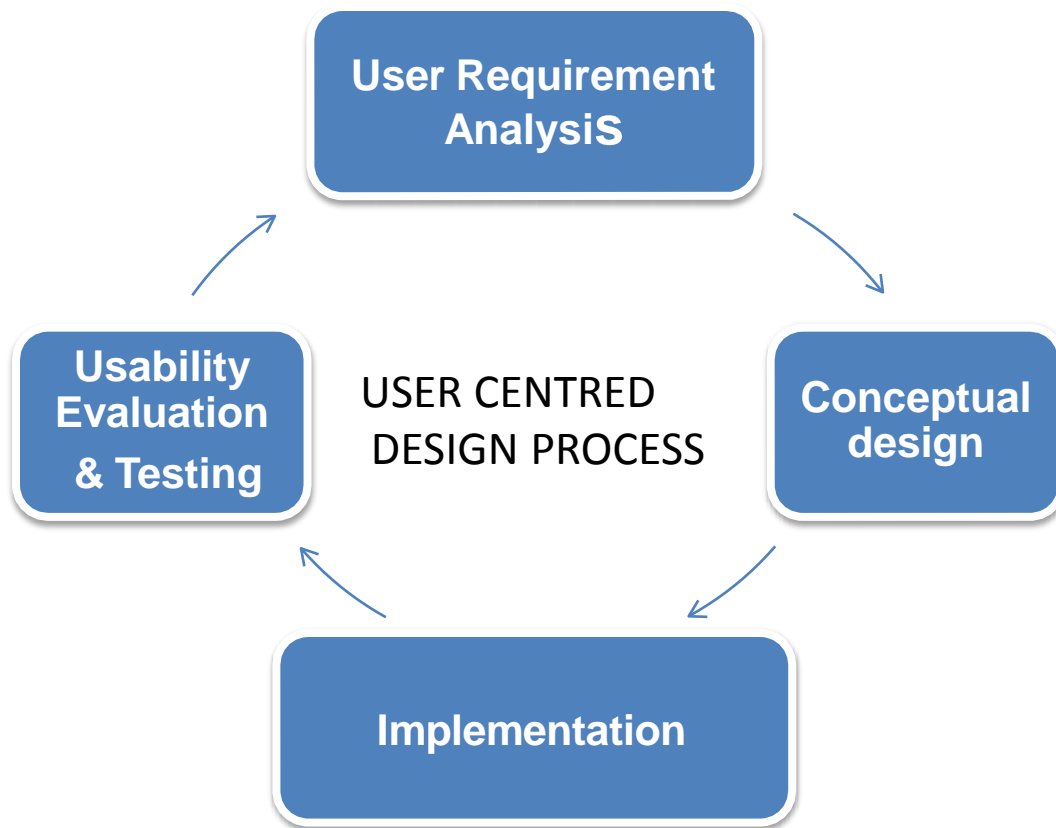 User Requirement
Analysis
Usability
Evaluation
& Testing
USER CENTRED
DESIGN PROCESS
Conceptual
design
Implementation